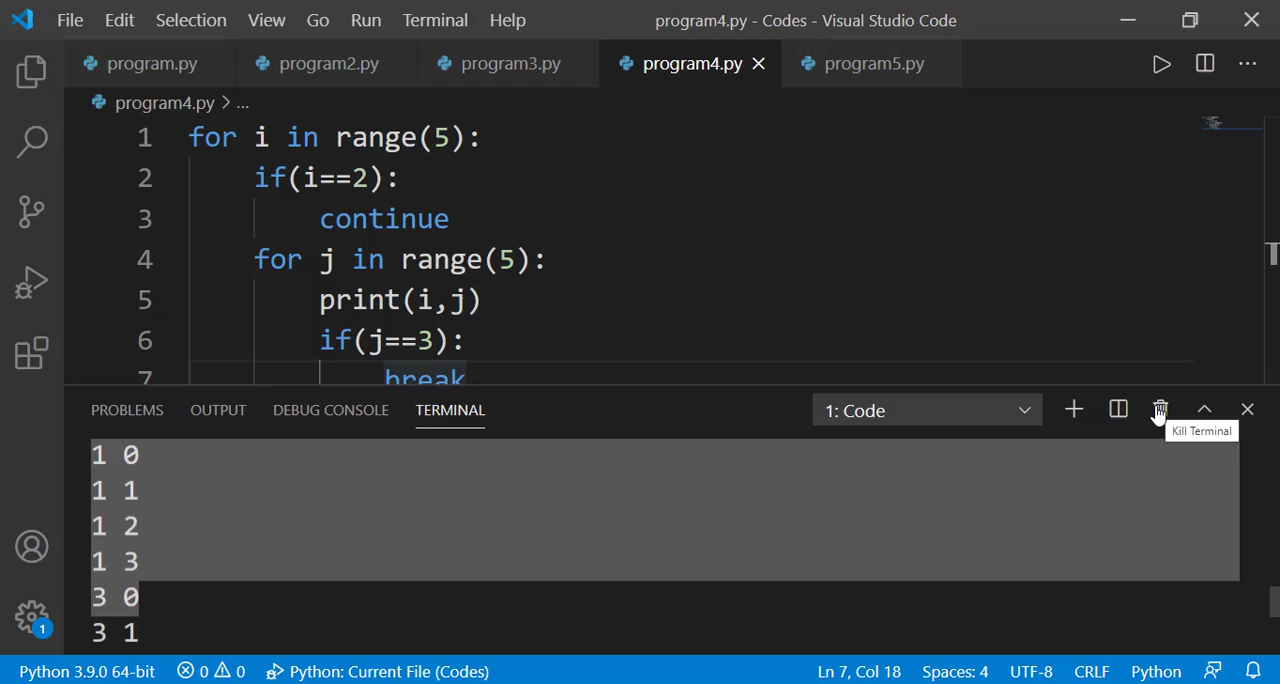 File Edit Selection View Go Run Terminal Help program4.py - Codes - Visual Studio Code
program.py program2.py program3.py program4.py program5.py
program4.py > ...
1 for i in range(5):
2 if(i==2):
3 continue
4 for j in range(5):
5 print(i,j)
6 if(j==3):
7 break
PROBLEMS OUTPUT DEBUG CONSOLE TERMINAL 1: Code
Kill Terminal
1 0
1 1
1 2
1 3
3 0
3 1
1
Python 3.9.0 64-bit 0 0 Python: Current File (Codes) Ln 7, Col 18 Spaces: 4 UTF-8 CRLF Python